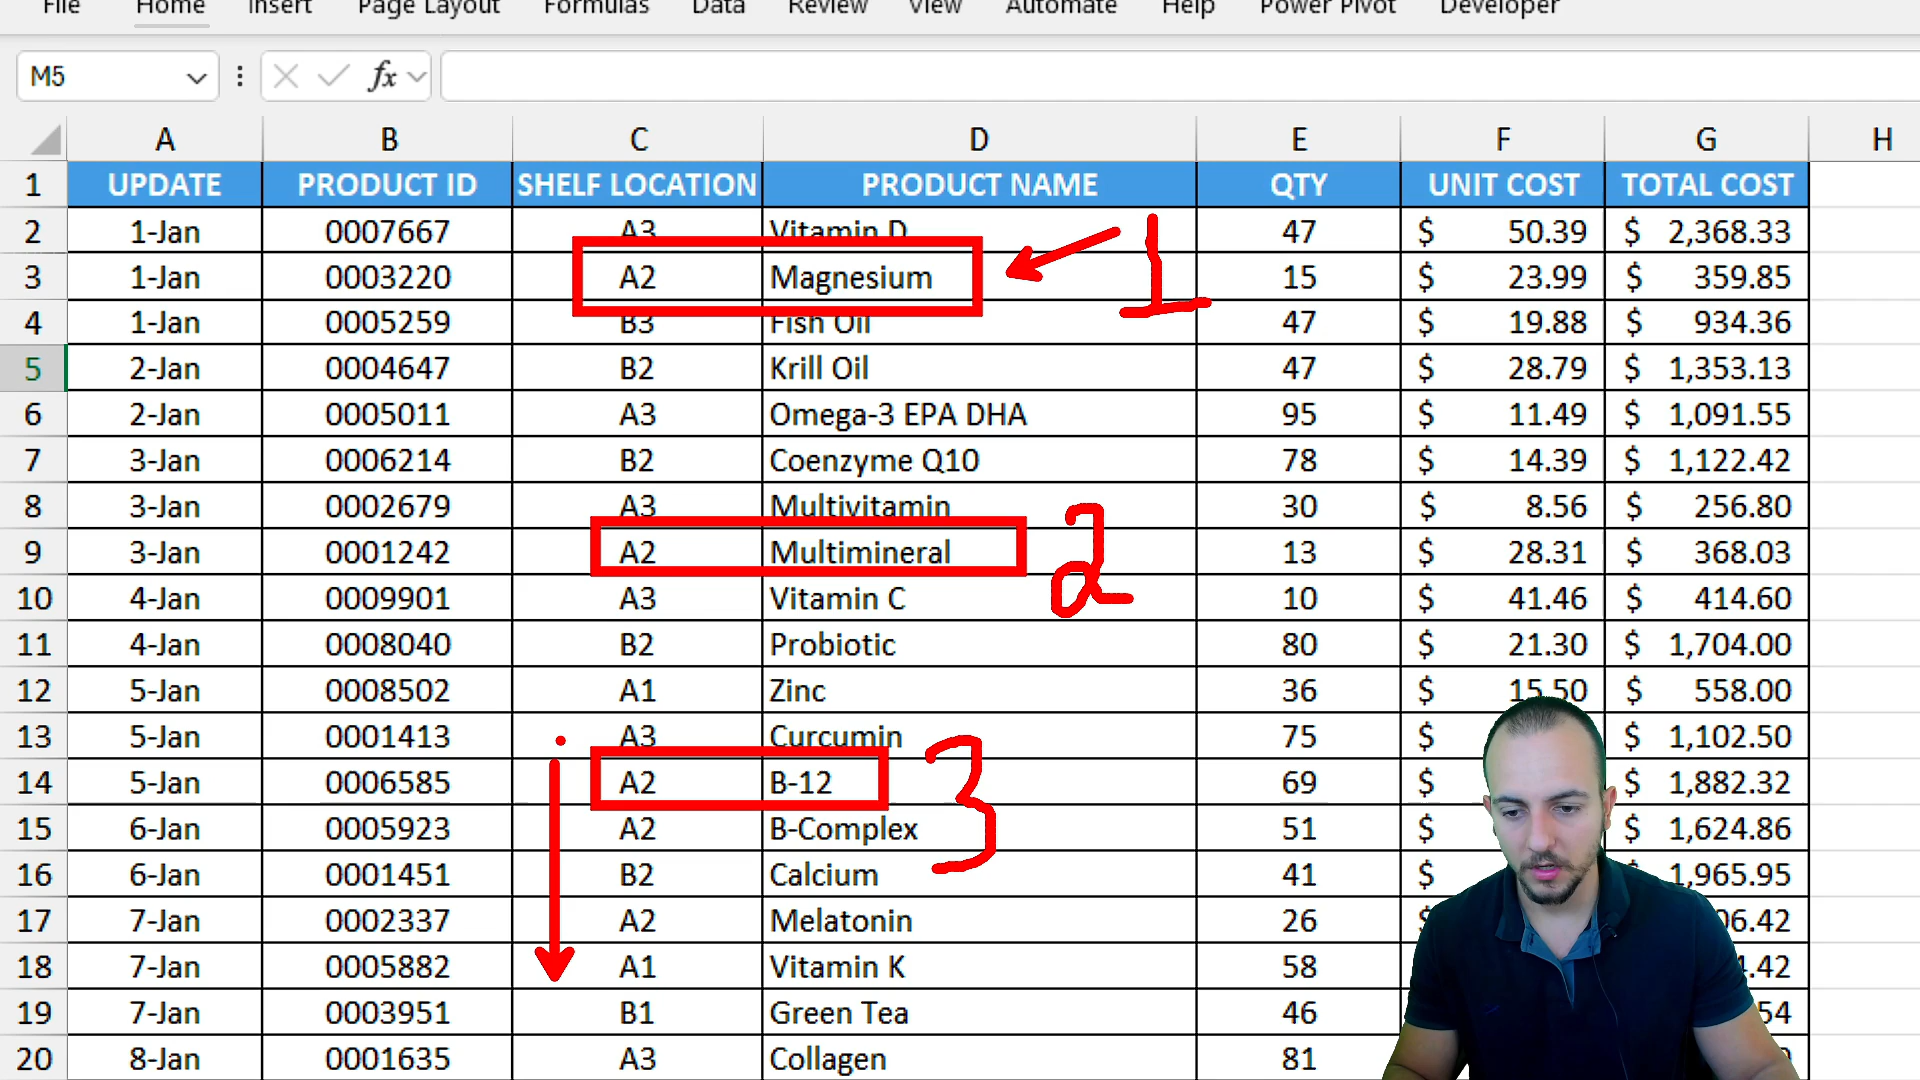 File Home Insert Page Layout Formulas Data Review View Automate Help Power Pivot Developer
M5 fx
A B C D E F G H
1 UPDATE PRODUCT ID SHELF LOCATION PRODUCT NAME QTY UNIT COST TOTAL COST
2 1-Jan 0007667 A3 Vitamin D 47 $ 50.39 $ 2,368.33
3 1-Jan 0003220 A2 Magnesium 15 $ 23.99 $ 359.85
1
4 1-Jan 0005259 B3 Fish Oil 47 $ 19.88 $ 934.36
5 2-Jan 0004647 B2 Krill Oil 47 $ 28.79 $ 1,353.13
6 2-Jan 0005011 A3 Omega-3 EPA DHA 95 $ 11.49 $ 1,091.55
7 3-Jan 0006214 B2 Coenzyme Q10 78 $ 14.39 $ 1,122.42
8 3-Jan 0002679 A3 Multivitamin 30 $ 8.56 $ 256.80
9 3-Jan 0001242 A2 Multimineral 13 $ 28.31 $ 368.03
2
10 4-Jan 0009901 A3 Vitamin C 10 $ 41.46 $ 414.60
11 4-Jan 0008040 B2 Probiotic 80 $ 21.30 $ 1,704.00
12 5-Jan 0008502 A1 Zinc 36 $ 15.50 $ 558.00
13 5-Jan 0001413 A3 Curcumin 75 $ $ 1,102.50
14 5-Jan 0006585 A2 B-12 69 $ $ 1,882.32
3
15 6-Jan 0005923 A2 B-Complex 51 $ $ 1,624.86
16 6-Jan 0001451 B2 Calcium 41 $ 1,965.95
17 7-Jan 0002337 A2 Melatonin 26 6.42
18 7-Jan 0005882 A1 Vitamin K 58 .42
19 7-Jan 0003951 B1 Green Tea 46 54
20 8-Jan 0001635 A3 Collagen 81